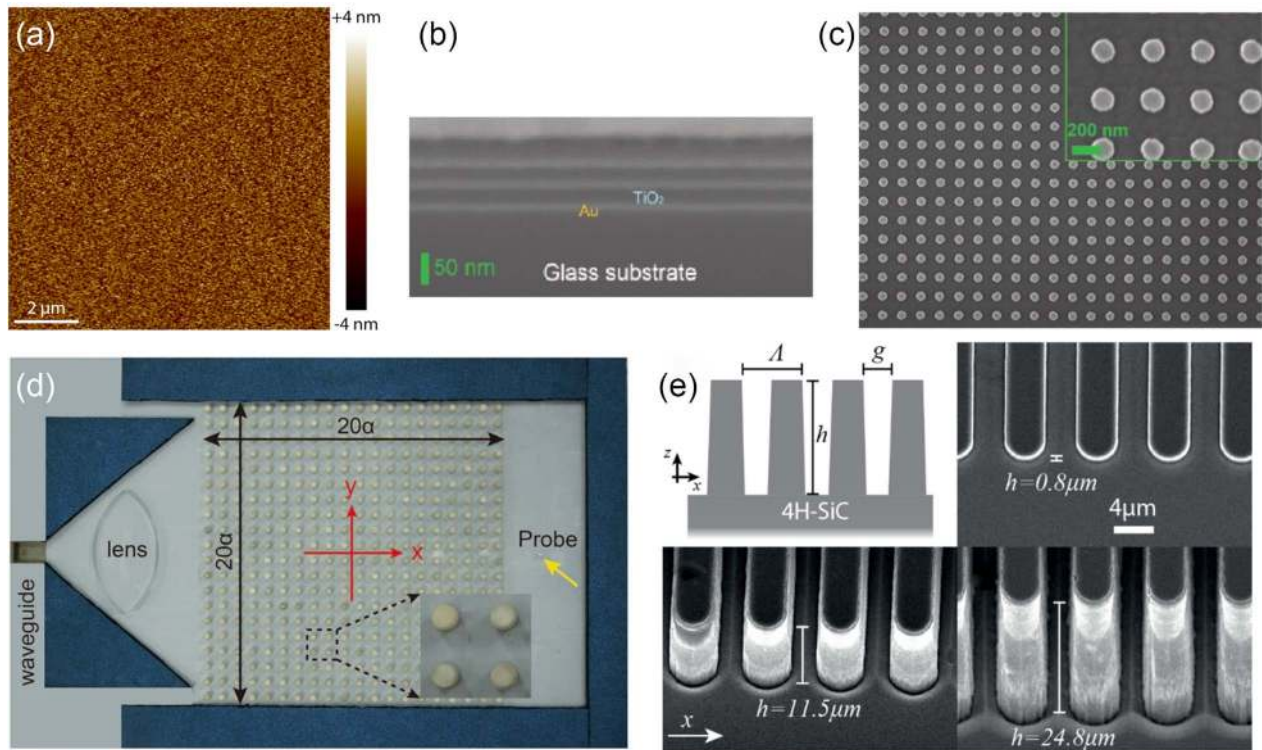 (a)
+4 nm
-4 nm
2 μm
(b)
TiO₂
Au
50 nm
Glass substrate
(c)
200 nm
(d)
20α
20α
y
x
lens
waveguide
Probe
(e)
Λ
g
h
z
x
4H-SiC
h=0.8μm
4μm
h=11.5μm
x
h=24.8μm